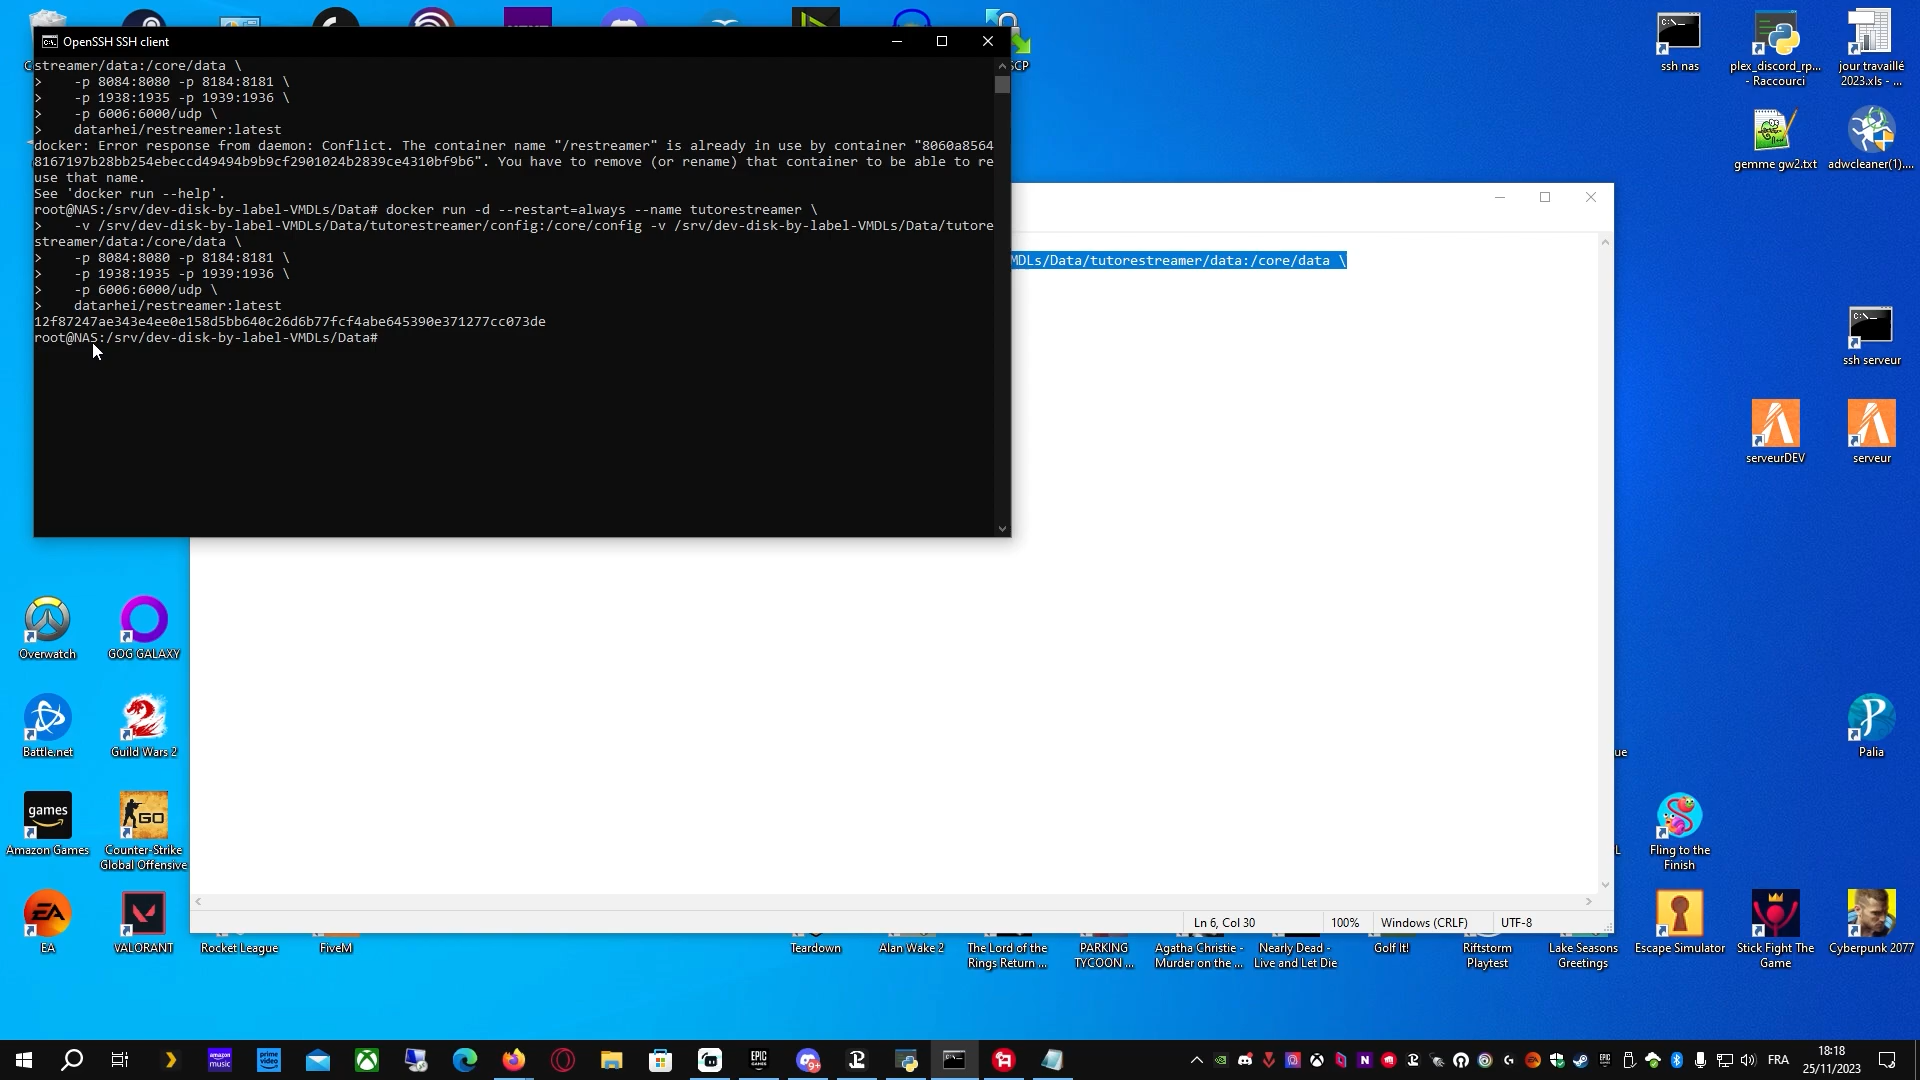 OpenSSH SSH client
streamer/data:/core/data \
>    -p 8084:8080 -p 8184:8181 \
>    -p 1938:1935 -p 1939:1936 \
>    -p 6006:6000/udp \
>    datarhei/restreamer:latest
docker: Error response from daemon: Conflict. The container name "/restreamer" is already in use by container "8060a8564
8167197b28bb254ebeccd49494b9b9cf2901024b2839ce4310bf9b6". You have to remove (or rename) that container to be able to re
use that name.
See 'docker run --help'.
root@NAS:/srv/dev-disk-by-label-VMDLs/Data# docker run -d --restart=always --name tutorestreamer \
>    -v /srv/dev-disk-by-label-VMDLs/Data/tutorestreamer/config:/core/config -v /srv/dev-disk-by-label-VMDLs/Data/tutore
streamer/data:/core/data \
>    -p 8084:8080 -p 8184:8181 \
>    -p 1938:1935 -p 1939:1936 \
>    -p 6006:6000/udp \
>    datarhei/restreamer:latest
12f87247ae343e4ee0e158d5bb640c26d6b77fcf4abe645390e371277cc073de
root@NAS:/srv/dev-disk-by-label-VMDLs/Data#
MDLs/Data/tutorestreamer/data:/core/data \
Ln 6, Col 30
100%
Windows (CRLF)
UTF-8
ssh nas
plex_discord_rp...
- Raccourci
jour travaillé
2023.xls - ...
gemme gw2.txt
adwcleaner(1)....
ssh serveur
serveurDEV
serveur
Palia
Fling to the
Finish
Overwatch
GOG GALAXY
Battle.net
Guild Wars 2
games
Amazon Games
GO
Counter-Strike
Global Offensive
EA
EA
VALORANT
Rocket League
FiveM
Teardown
Alan Wake 2
The Lord of the
Rings Return ...
PARKING
TYCOON ...
Agatha Christie -
Murder on the ...
Nearly Dead -
Live and Let Die
Golf It!
Riftstorm
Playtest
Lake Seasons
Greetings
Escape Simulator
Stick Fight The
Game
Cyberpunk 2077
amazon
music
prime
video
EPIC
GAMES
9+
FRA
18:18
25/11/2023